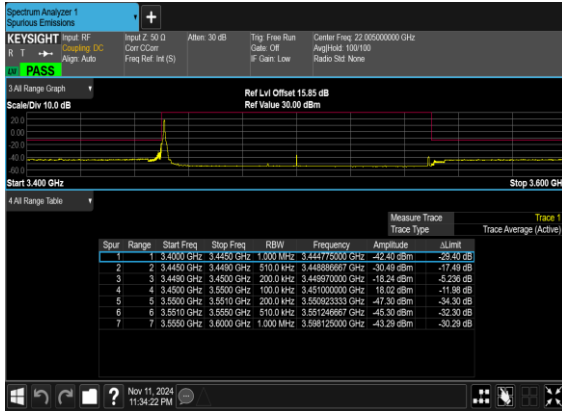 Spectrum Analyzer 1
Spurious Emissions
+
KEYSIGHT Input: RF Input Z: 50 Ω Atten: 30 dB Trig: Free Run Center Freq: 22.005000000 GHz
R T Coupling: DC Corr CCorr Gate: Off Avg|Hold: 100/100
Align: Auto Freq Ref: Int (S) IF Gain: Low Radio Std: None
PASS
3 All Range Graph
Ref Lvl Offset 15.85 dB
Scale/Div 10.0 dB Ref Value 30.00 dBm
20.0
0.00
-20.0
-40.0
-60.0
Start 3.400 GHz Stop 3.600 GH
4 All Range Table
Measure Trace Trace 1
Trace Type Trace Average (Active)
Spur Range Start Freq Stop Freq RBW Frequency Amplitude ΔLimit
1 1 3.4000 GHz 3.4450 GHz 1.000 MHz 3.444775000 GHz -42.40 dBm -29.40 dB
2 2 3.4450 GHz 3.4490 GHz 510.0 kHz 3.448886667 GHz -30.49 dBm -17.49 dB
3 3 3.4490 GHz 3.4500 GHz 200.0 kHz 3.449970000 GHz -18.24 dBm -5.236 dB
4 4 3.4500 GHz 3.5500 GHz 100.0 kHz 3.451000000 GHz 18.02 dBm -11.98 dB
5 5 3.5500 GHz 3.5510 GHz 200.0 kHz 3.550923333 GHz -47.30 dBm -34.30 dB
6 6 3.5510 GHz 3.5550 GHz 510.0 kHz 3.551246667 GHz -45.30 dBm -32.30 dB
7 7 3.5550 GHz 3.6000 GHz 1.000 MHz 3.598125000 GHz -43.29 dBm -30.29 dB
? Nov 11, 2024
11:34:22 PM